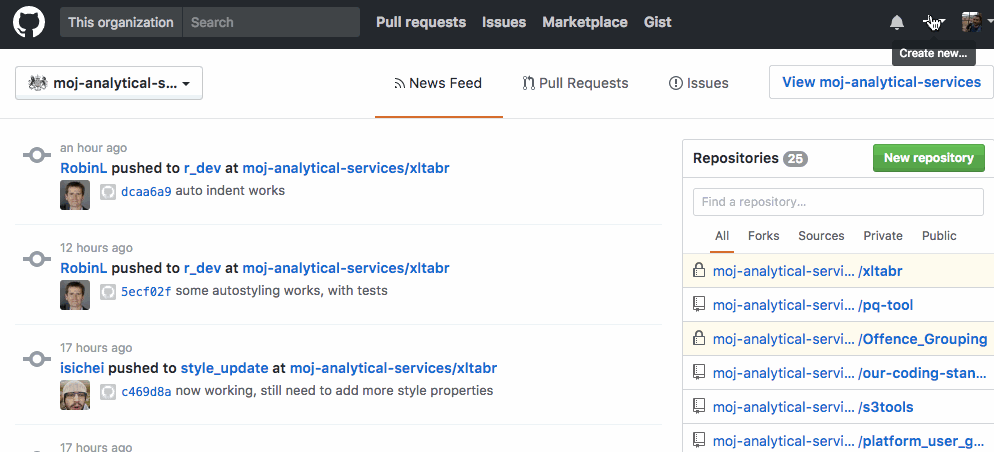 This organization Search Pull requests Issues Marketplace Gist
Create new...
moj-analytical-s... News Feed Pull Requests Issues View moj-analytical-services
an hour ago
RobinL pushed to r_dev at moj-analytical-services/xltabr
dcaa6a9 auto indent works
12 hours ago
RobinL pushed to r_dev at moj-analytical-services/xltabr
5ecf02f some autostyling works, with tests
17 hours ago
isichei pushed to style_update at moj-analytical-services/xltabr
c469d8a now working, still need to add more style properties
17 hours ago
Repositories 25 New repository
Find a repository...
All Forks Sources Private Public
moj-analytical-servi... /xltabr
moj-analytical-servi... /pq-tool
moj-analytical-servi... /Offence_Grouping
moj-analytical-servi... /our-coding-stan...
moj-analytical-servi... /s3tools
moj-analytical-servi... /platform_user_g...